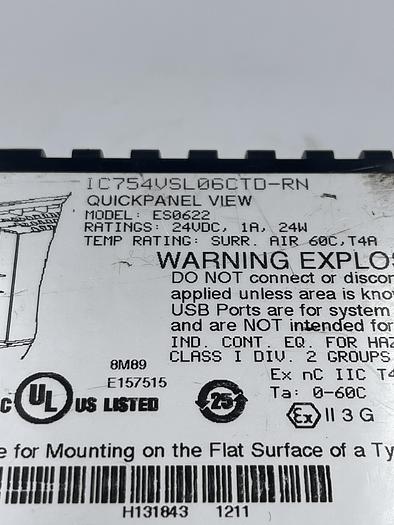 IC754VSL06CTD-RN
QUICKPANEL VIEW
MODEL: ES0622
RATINGS: 24VDC, 1A, 24W
TEMP RATING: SURR. AIR 60C,T4A
WARNING EXPLOS
DO NOT connect or discon
applied unless area is know
USB Ports are for system
and are NOT intended for
IND. CONT. EQ. FOR HAZ
CLASS I DIV. 2 GROUPS
8M89
E157515
Ex nC IIC T4
C UL US LISTED
25
Ta: 0-60C
Ex II 3 G
e for Mounting on the Flat Surface of a Ty
H131843 1211